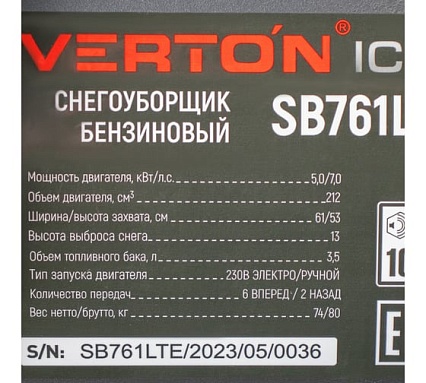 VERTON® IC
СНЕГОУБОРЩИК
БЕНЗИНОВЫЙ
SB761L
Мощность двигателя, кВт/л.с. 5,0/7,0
Объем двигателя, см³ 212
Ширина/высота захвата, см 61/53
Высота выброса снега 13
Объем топливного бака, л 3,5
Тип запуска двигателя 230В ЭЛЕКТРО/РУЧНОЙ
Количество передач 6 ВПЕРЕД / 2 НАЗАД
Вес нетто/брутто, кг 74/80
10
E
S/N: SB761LTE/2023/05/0036